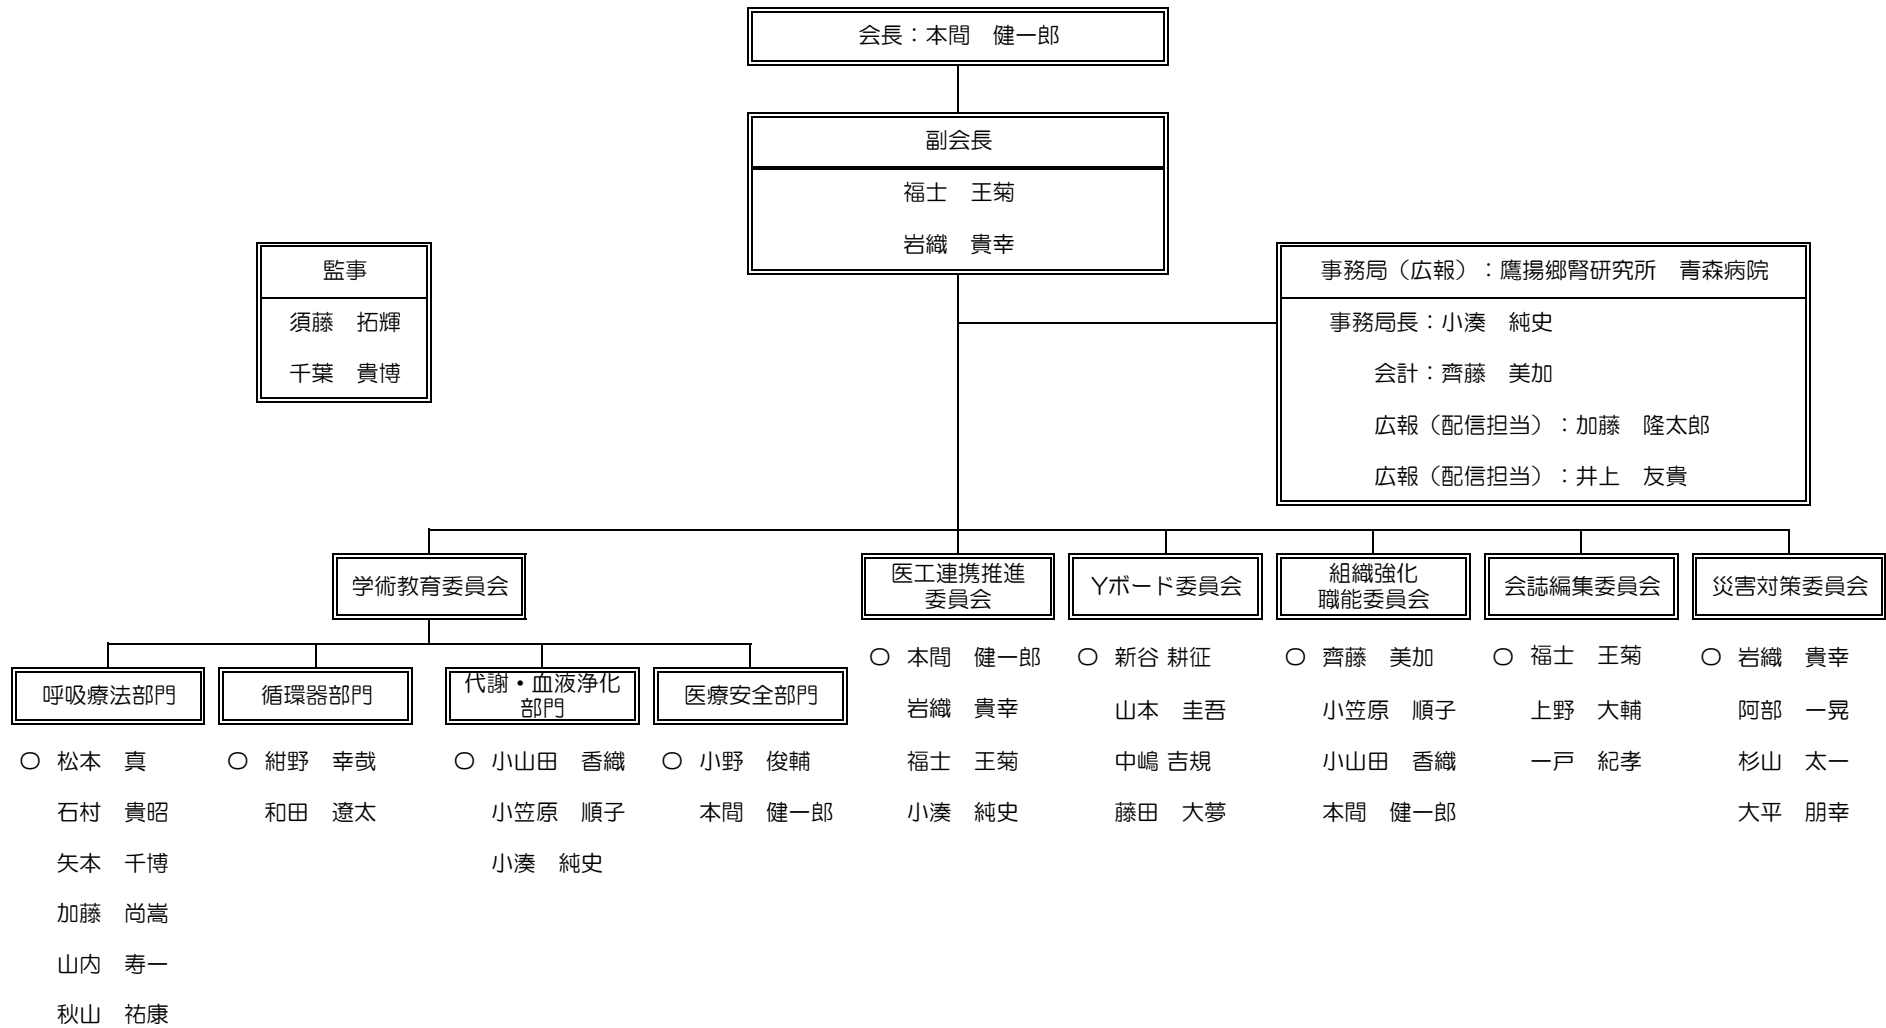 会長：本間　健一郎
副会長
福士　王菊
岩織　貴幸
監事
須藤　拓輝
千葉　貴博
事務局（広報）：鷹揚郷腎研究所　青森病院
事務局長：小湊　純史
会計：齊藤　美加
広報（配信担当）：加藤　隆太郎
広報（配信担当）：井上　友貴
学術教育委員会
呼吸療法部門
〇 松本　真
石村　貴昭
矢本　千博
加藤　尚嵩
山内　寿一
秋山　祐康
循環器部門
〇 紺野　幸哉
和田　遼太
代謝・血液浄化
部門
〇 小山田　香織
小笠原　順子
小湊　純史
医療安全部門
〇 小野　俊輔
本間　健一郎
医工連携推進
委員会
〇 本間　健一郎
岩織　貴幸
福士　王菊
小湊　純史
Yボード委員会
〇 新谷 耕征
山本　圭吾
中嶋 吉規
藤田　大夢
組織強化
職能委員会
〇 齊藤　美加
小笠原　順子
小山田　香織
本間　健一郎
会誌編集委員会
〇 福士　王菊
上野　大輔
一戸　紀孝
災害対策委員会
〇 岩織　貴幸
阿部　一晃
杉山　太一
大平　朋幸